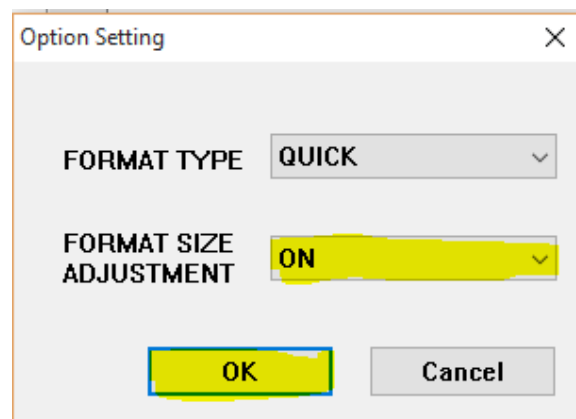 Option Setting
FORMAT TYPE QUICK
FORMAT SIZE
ADJUSTMENT ON
OK Cancel